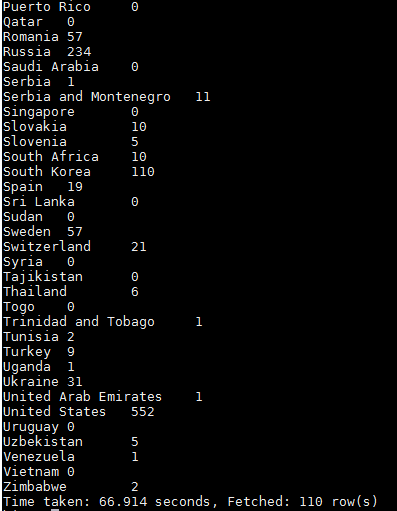 Puerto Rico 0
Qatar 0
Romania 57
Russia 234
Saudi Arabia 0
Serbia 1
Serbia and Montenegro 11
Singapore 0
Slovakia 10
Slovenia 5
South Africa 10
South Korea 110
Spain 19
Sri Lanka 0
Sudan 0
Sweden 57
Switzerland 21
Syria 0
Tajikistan 0
Thailand 6
Togo 0
Trinidad and Tobago 1
Tunisia 2
Turkey 9
Uganda 1
Ukraine 31
United Arab Emirates 1
United States 552
Uruguay 0
Uzbekistan 5
Venezuela 1
Vietnam 0
Zimbabwe 2
Time taken: 66.914 seconds, Fetched: 110 row(s)